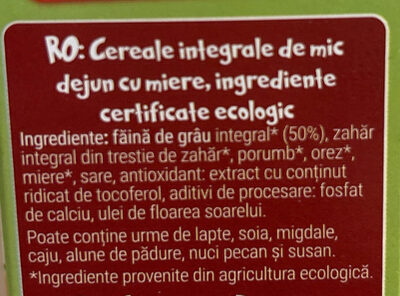 RO: Cereale integrale de mic
dejun cu miere, ingrediente
certificate ecologic
Ingrediente: făină de grâu integral* (50%), zahăr
integral din trestie de zahăr*, porumb*, orez*,
miere*, sare, antioxidant: extract cu conținut
ridicat de tocoferol, aditivi de procesare: fosfat
de calciu, ulei de floarea soarelui.
Poate conține urme de lapte, soia, migdale,
caju, alune de pădure, nuci pecan și susan.
*Ingrediente provenite din agricultura ecologică.